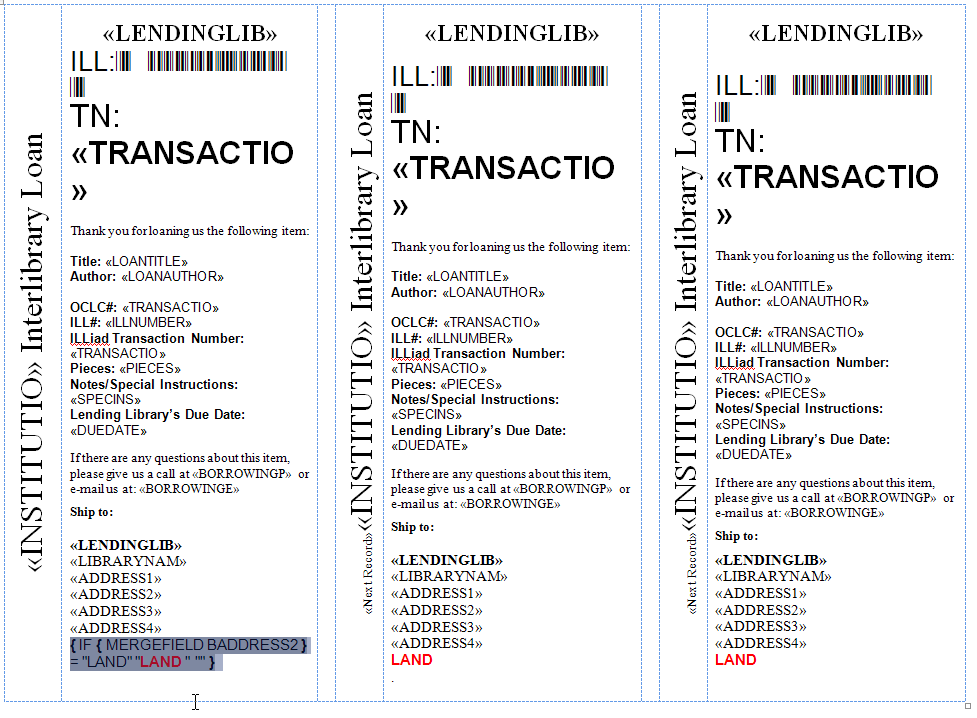 «INSTITUTIO» Interlibrary Loan
«LENDINGLIB»
ILL:
TN:
«TRANSACTIO
»
Thank you for loaning us the following item:
Title: «LOANTITLE»
Author: «LOANAUTHOR»
OCLC#: «TRANSACTIO»
ILL#: «ILLNUMBER»
ILLiad Transaction Number:
«TRANSACTIO»
Pieces: «PIECES»
Notes/Special Instructions:
«SPECINS»
Lending Library’s Due Date:
«DUEDATE»
If there are any questions about this item,
please give us a call at «BORROWINGP» or
e-mail us at: «BORROWINGE»
Ship to:
«LENDINGLIB»
«LIBRARYNAM»
«ADDRESS1»
«ADDRESS2»
«ADDRESS3»
«ADDRESS4»
{ IF { MERGEFIELD BADDRESS2 }
= "LAND" "LAND " "" }
«Next Record»«INSTITUTIO» Interlibrary Loan
«LENDINGLIB»
ILL:
TN:
«TRANSACTIO
»
Thank you for loaning us the following item:
Title: «LOANTITLE»
Author: «LOANAUTHOR»
OCLC#: «TRANSACTIO»
ILL#: «ILLNUMBER»
ILLiad Transaction Number:
«TRANSACTIO»
Pieces: «PIECES»
Notes/Special Instructions:
«SPECINS»
Lending Library’s Due Date:
«DUEDATE»
If there are any questions about this item,
please give us a call at «BORROWINGP» or
e-mail us at: «BORROWINGE»
Ship to:
«LENDINGLIB»
«LIBRARYNAM»
«ADDRESS1»
«ADDRESS2»
«ADDRESS3»
«ADDRESS4»
LAND
.
«Next Record»«INSTITUTIO» Interlibrary Loan
«LENDINGLIB»
ILL:
TN:
«TRANSACTIO
»
Thank you for loaning us the following item:
Title: «LOANTITLE»
Author: «LOANAUTHOR»
OCLC#: «TRANSACTIO»
ILL#: «ILLNUMBER»
ILLiad Transaction Number:
«TRANSACTIO»
Pieces: «PIECES»
Notes/Special Instructions:
«SPECINS»
Lending Library’s Due Date:
«DUEDATE»
If there are any questions about this item,
please give us a call at «BORROWINGP» or
e-mail us at: «BORROWINGE»
Ship to:
«LENDINGLIB»
«LIBRARYNAM»
«ADDRESS1»
«ADDRESS2»
«ADDRESS3»
«ADDRESS4»
LAND